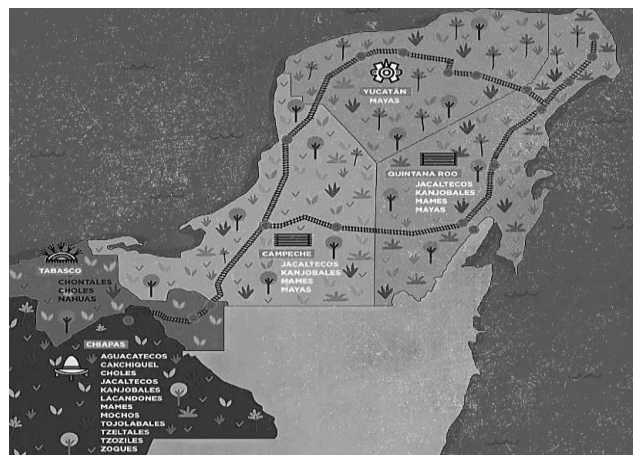 YUCATÁN
MAYAS
QUINTANA ROO
JACALTECOS
KANJOBALES
MAMES
MAYAS
CAMPECHE
JACALTECOS
KANJOBALES
MAMES
MAYAS
TABASCO
CHONTALES
CHOLES
NAHUAS
CHIAPAS
AGUACATECOS
CAKCHIQUEL
CHOLES
JACALTECOS
KANJOBALES
LACANDONES
MAMES
MOCHOS
TOJOLABALES
TZELTALES
TZOZILES
ZOQUES